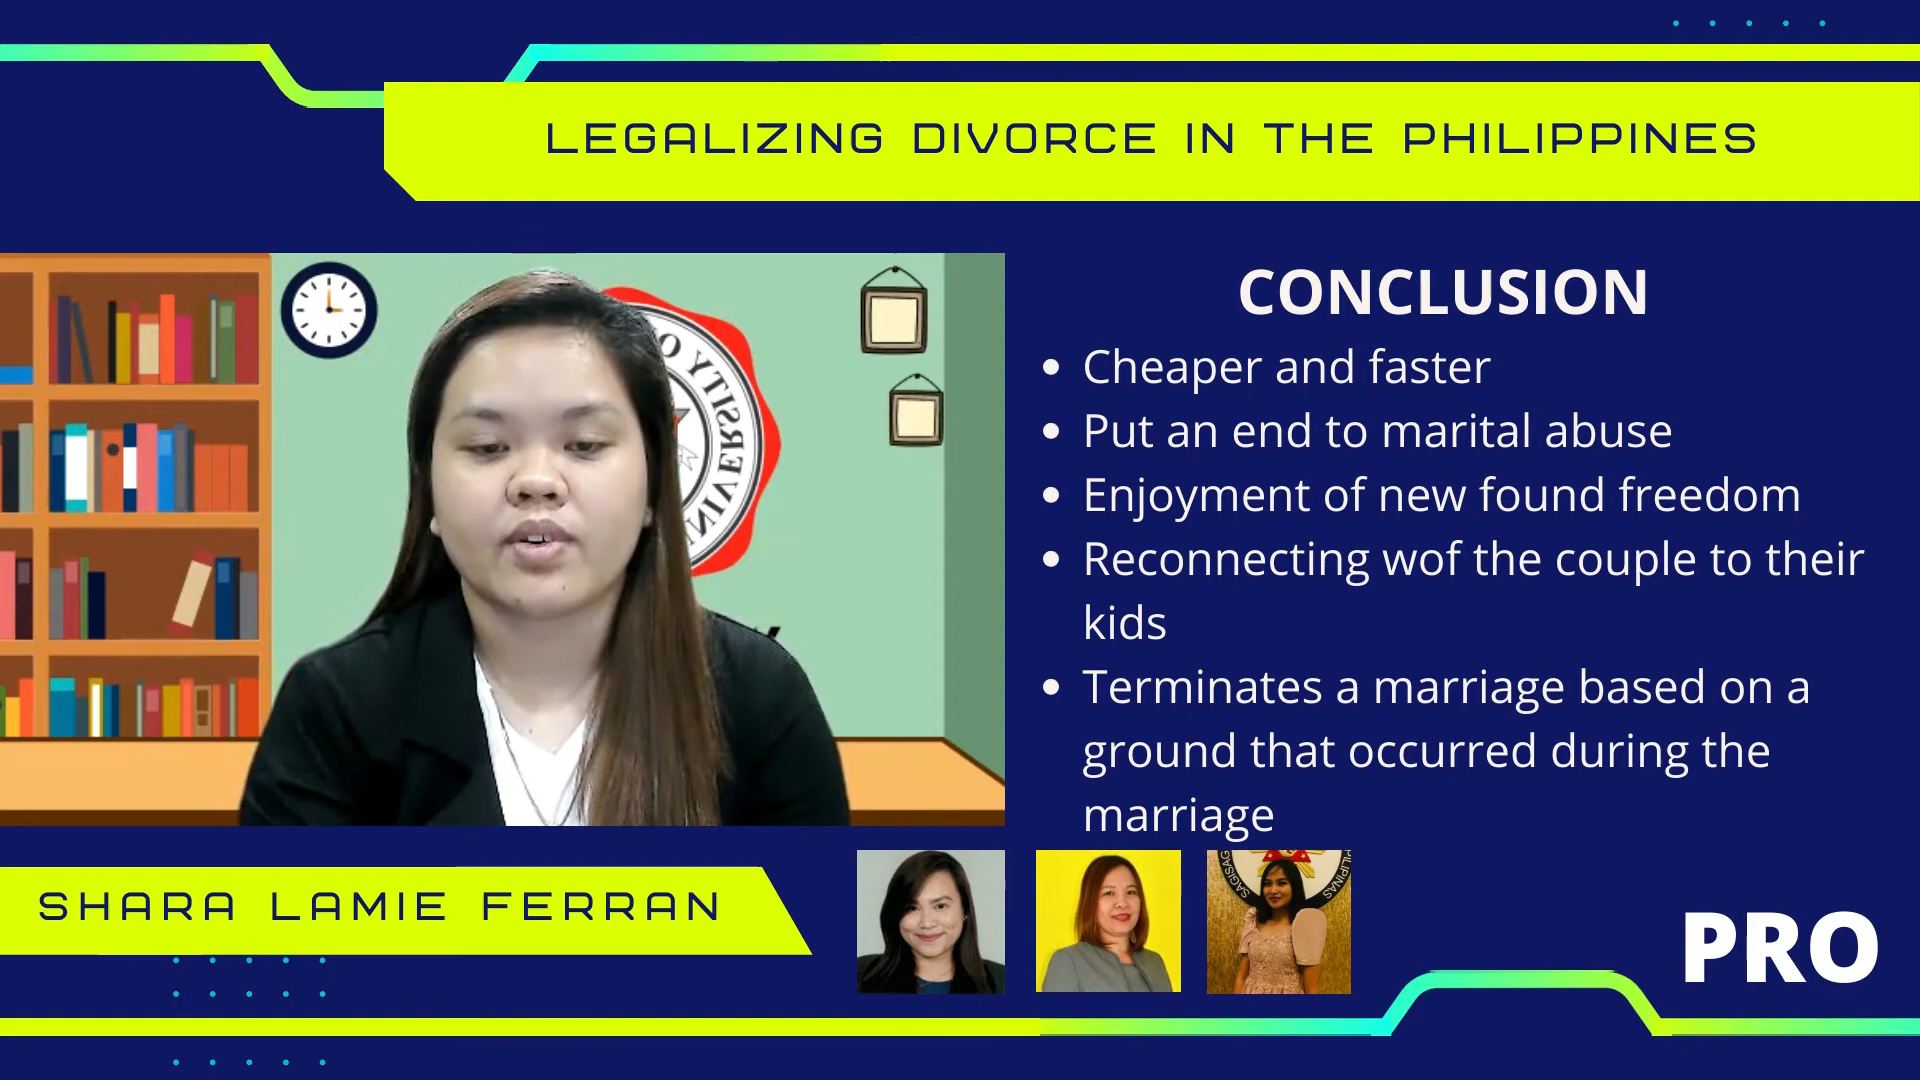 LEGALIZING DIVORCE IN THE PHILIPPINES
CONCLUSION
• Cheaper and faster
• Put an end to marital abuse
• Enjoyment of new found freedom
• Reconnecting wof the couple to their
kids
• Terminates a marriage based on a
ground that occurred during the
marriage
SHARA LAMIE FERRAN
PILIPINAS
PRO